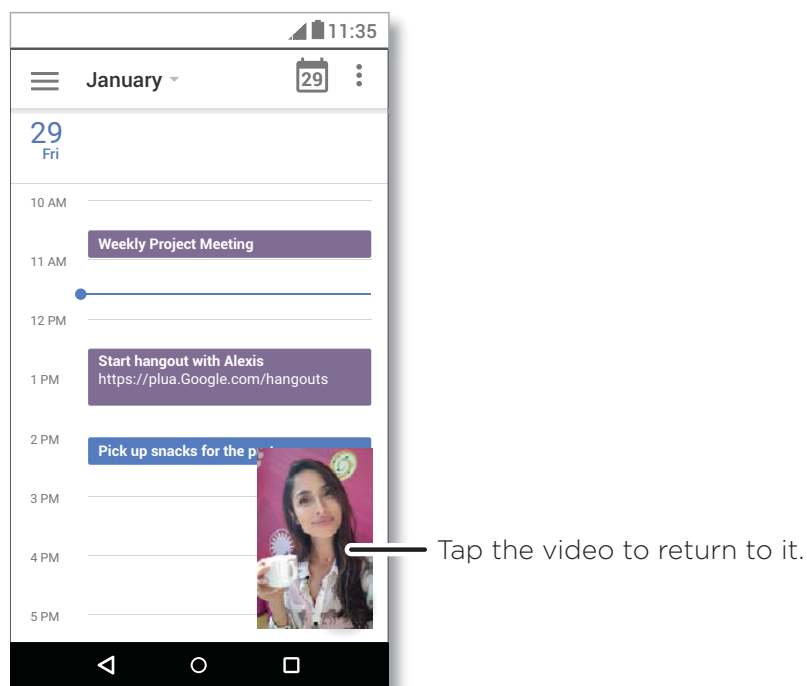 11:35
January
29
29
Fri
10 AM
Weekly Project Meeting
11 AM
12 PM
Start hangout with Alexis
https://plua.Google.com/hangouts
1 PM
2 PM
Pick up snacks for the
3 PM
Tap the video to return to it.
4 PM
5 PM